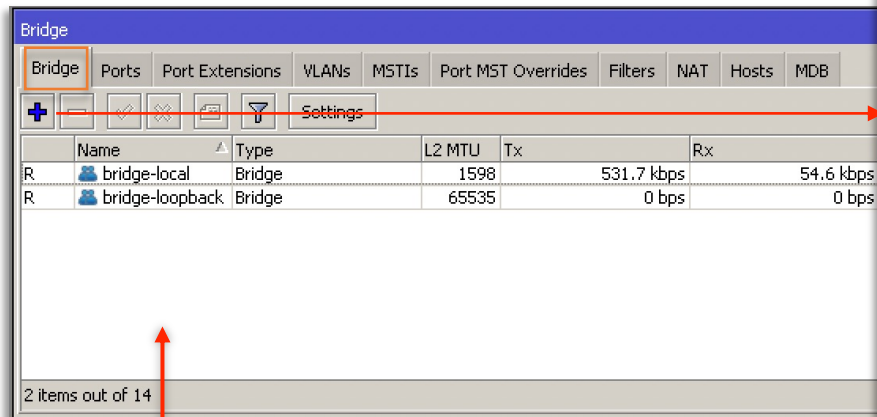 Bridge
Bridge Ports Port Extensions VLANs MSTIs Port MST Overrides Filters NAT Hosts MDB
Settings
Name Type L2 MTU Tx Rx
R bridge-local Bridge 1598 531.7 kbps 54.6 kbps
R bridge-loopback Bridge 65535 0 bps 0 bps
2 items out of 14